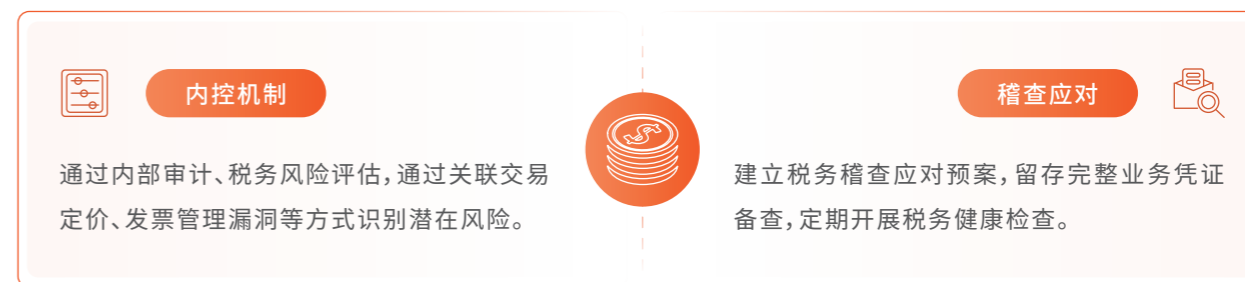 内控机制
通过内部审计、税务风险评估,通过关联交易
定价、发票管理漏洞等方式识别潜在风险。
稽查应对
建立税务稽查应对预案,留存完整业务凭证
备查,定期开展税务健康检查。